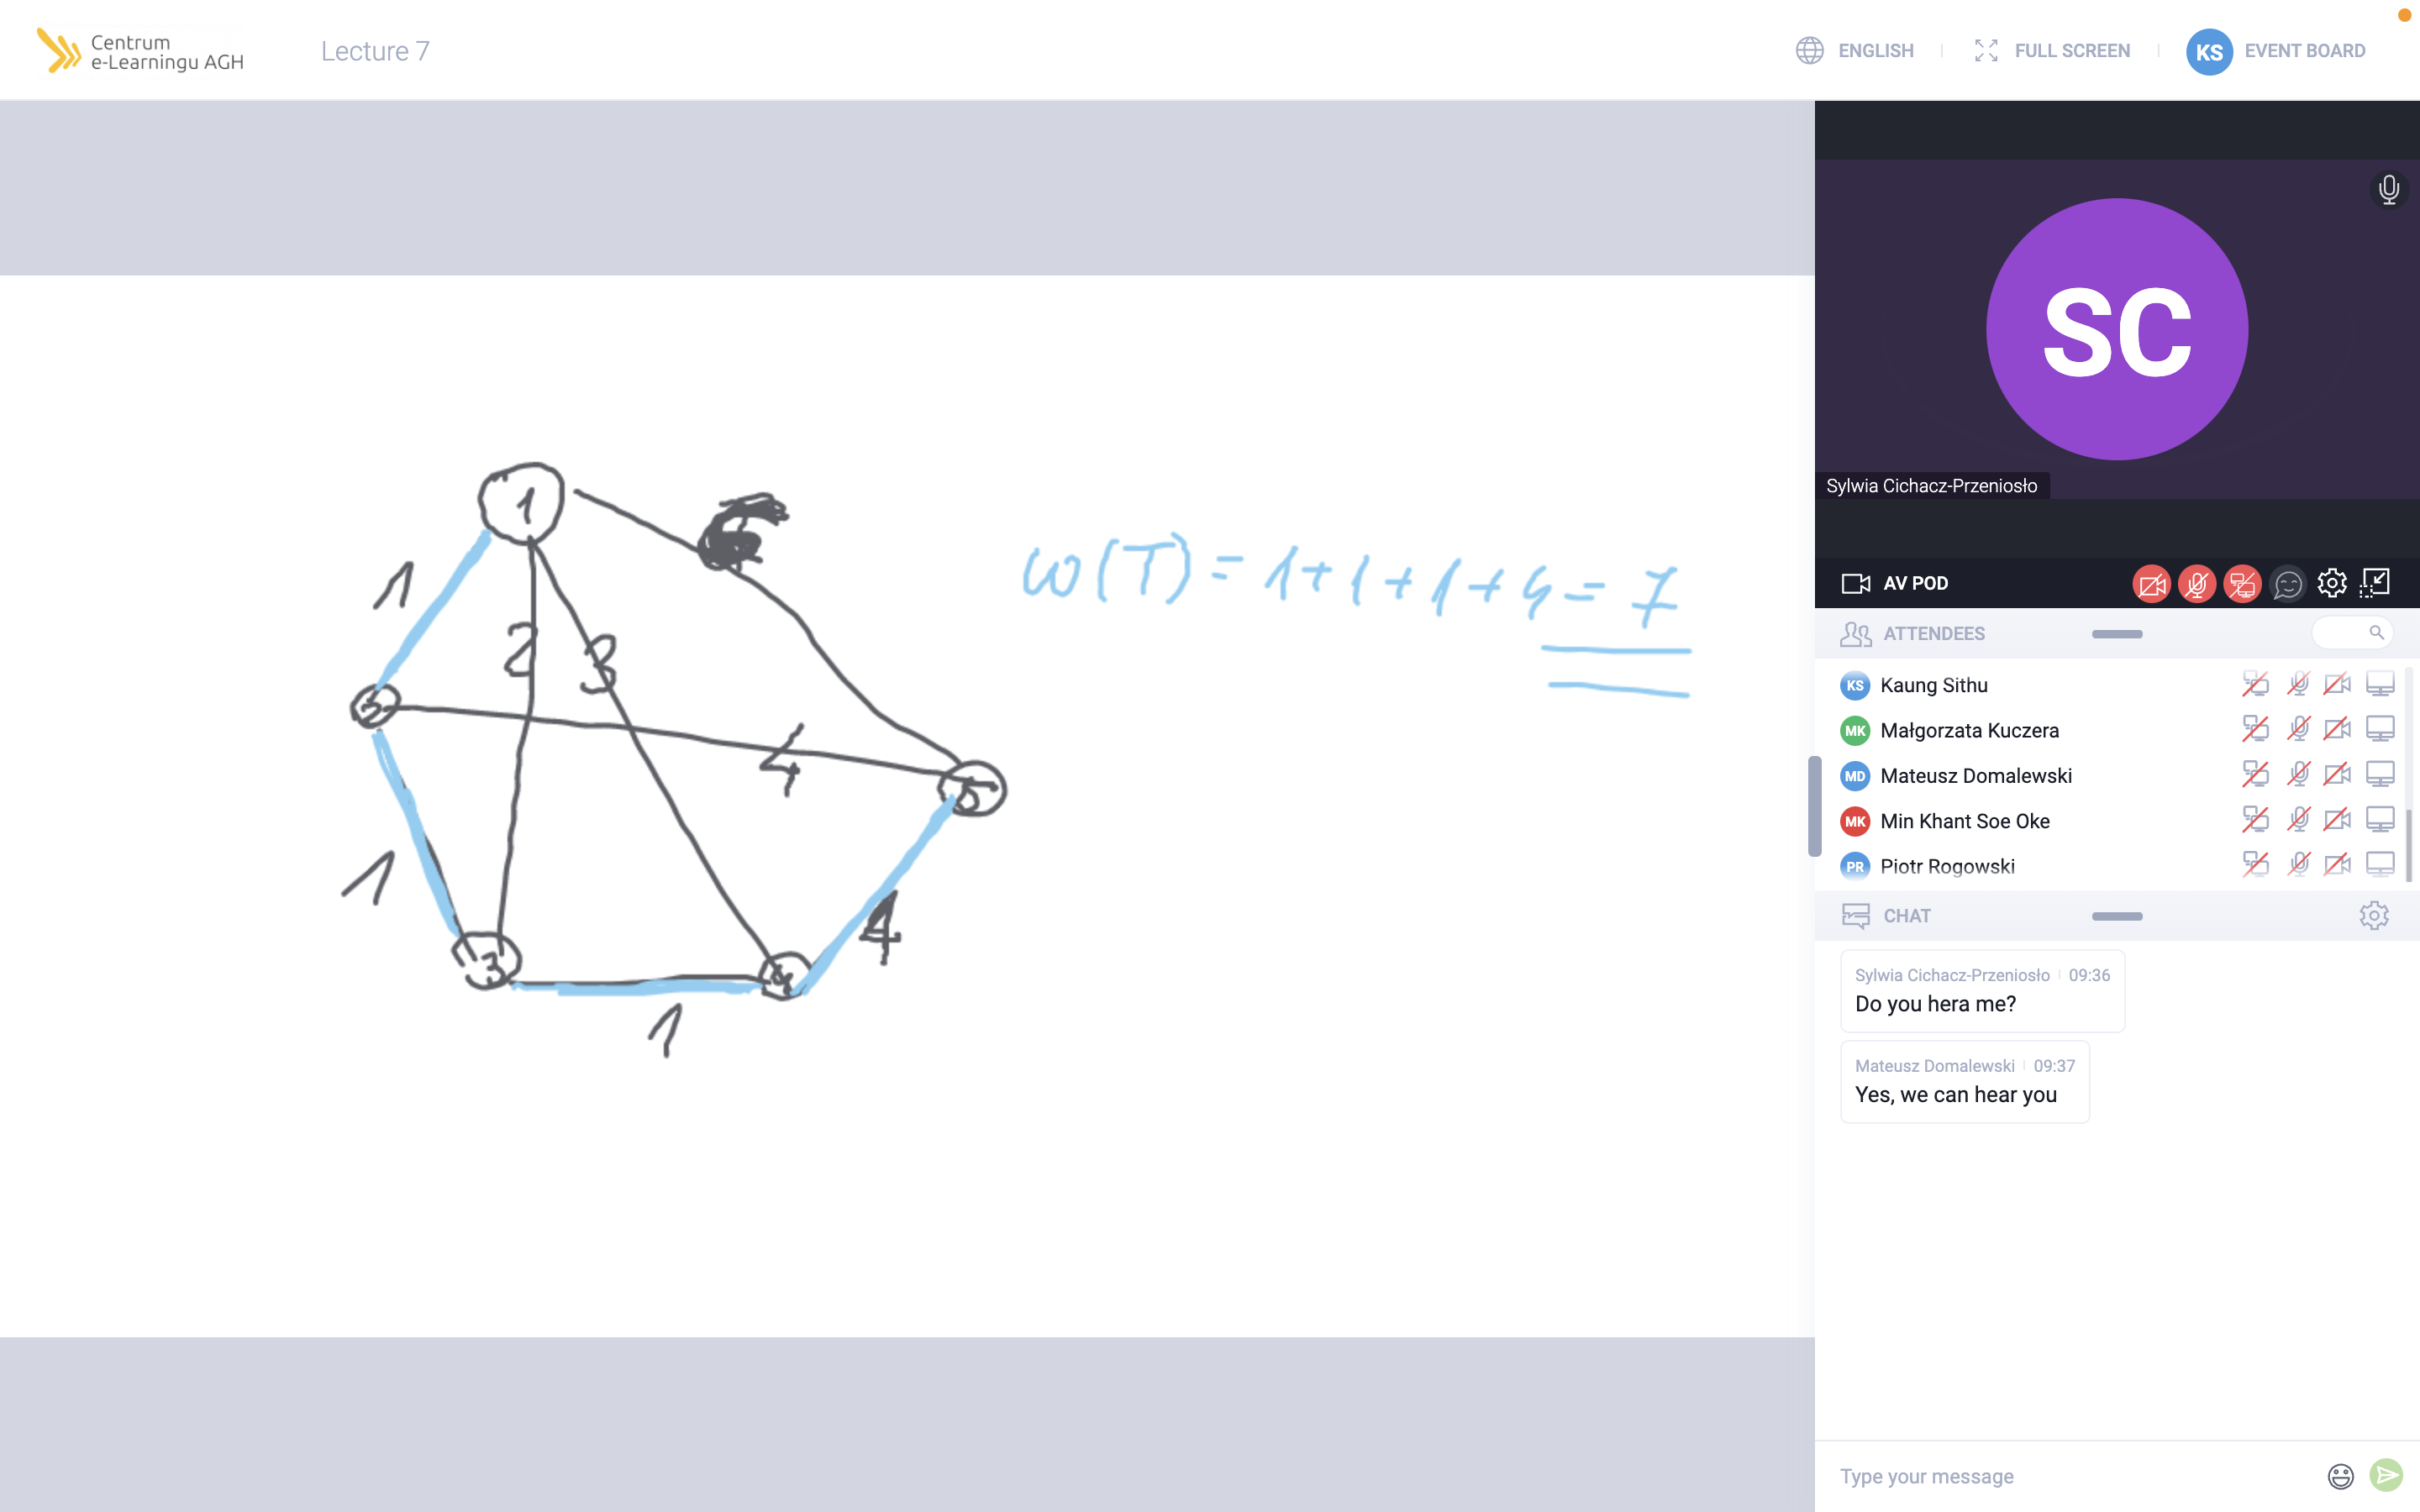 Centrum
e-Learningu AGH
Lecture 7
ENGLISH
FULL SCREEN
KS
EVENT BOARD
1
1
2
3
4
5
1
3
4
4
1
ω(T) = 1+1+1+4 = 7
SC
Sylwia Cichacz-Przeniosło
AV POD
ATTENDEES
KS Kaung Sithu
MK Małgorzata Kuczera
MD Mateusz Domalewski
MK Min Khant Soe Oke
PR Piotr Rogowski
CHAT
Sylwia Cichacz-Przeniosło 09:36
Do you hera me?
Mateusz Domalewski 09:37
Yes, we can hear you
Type your message